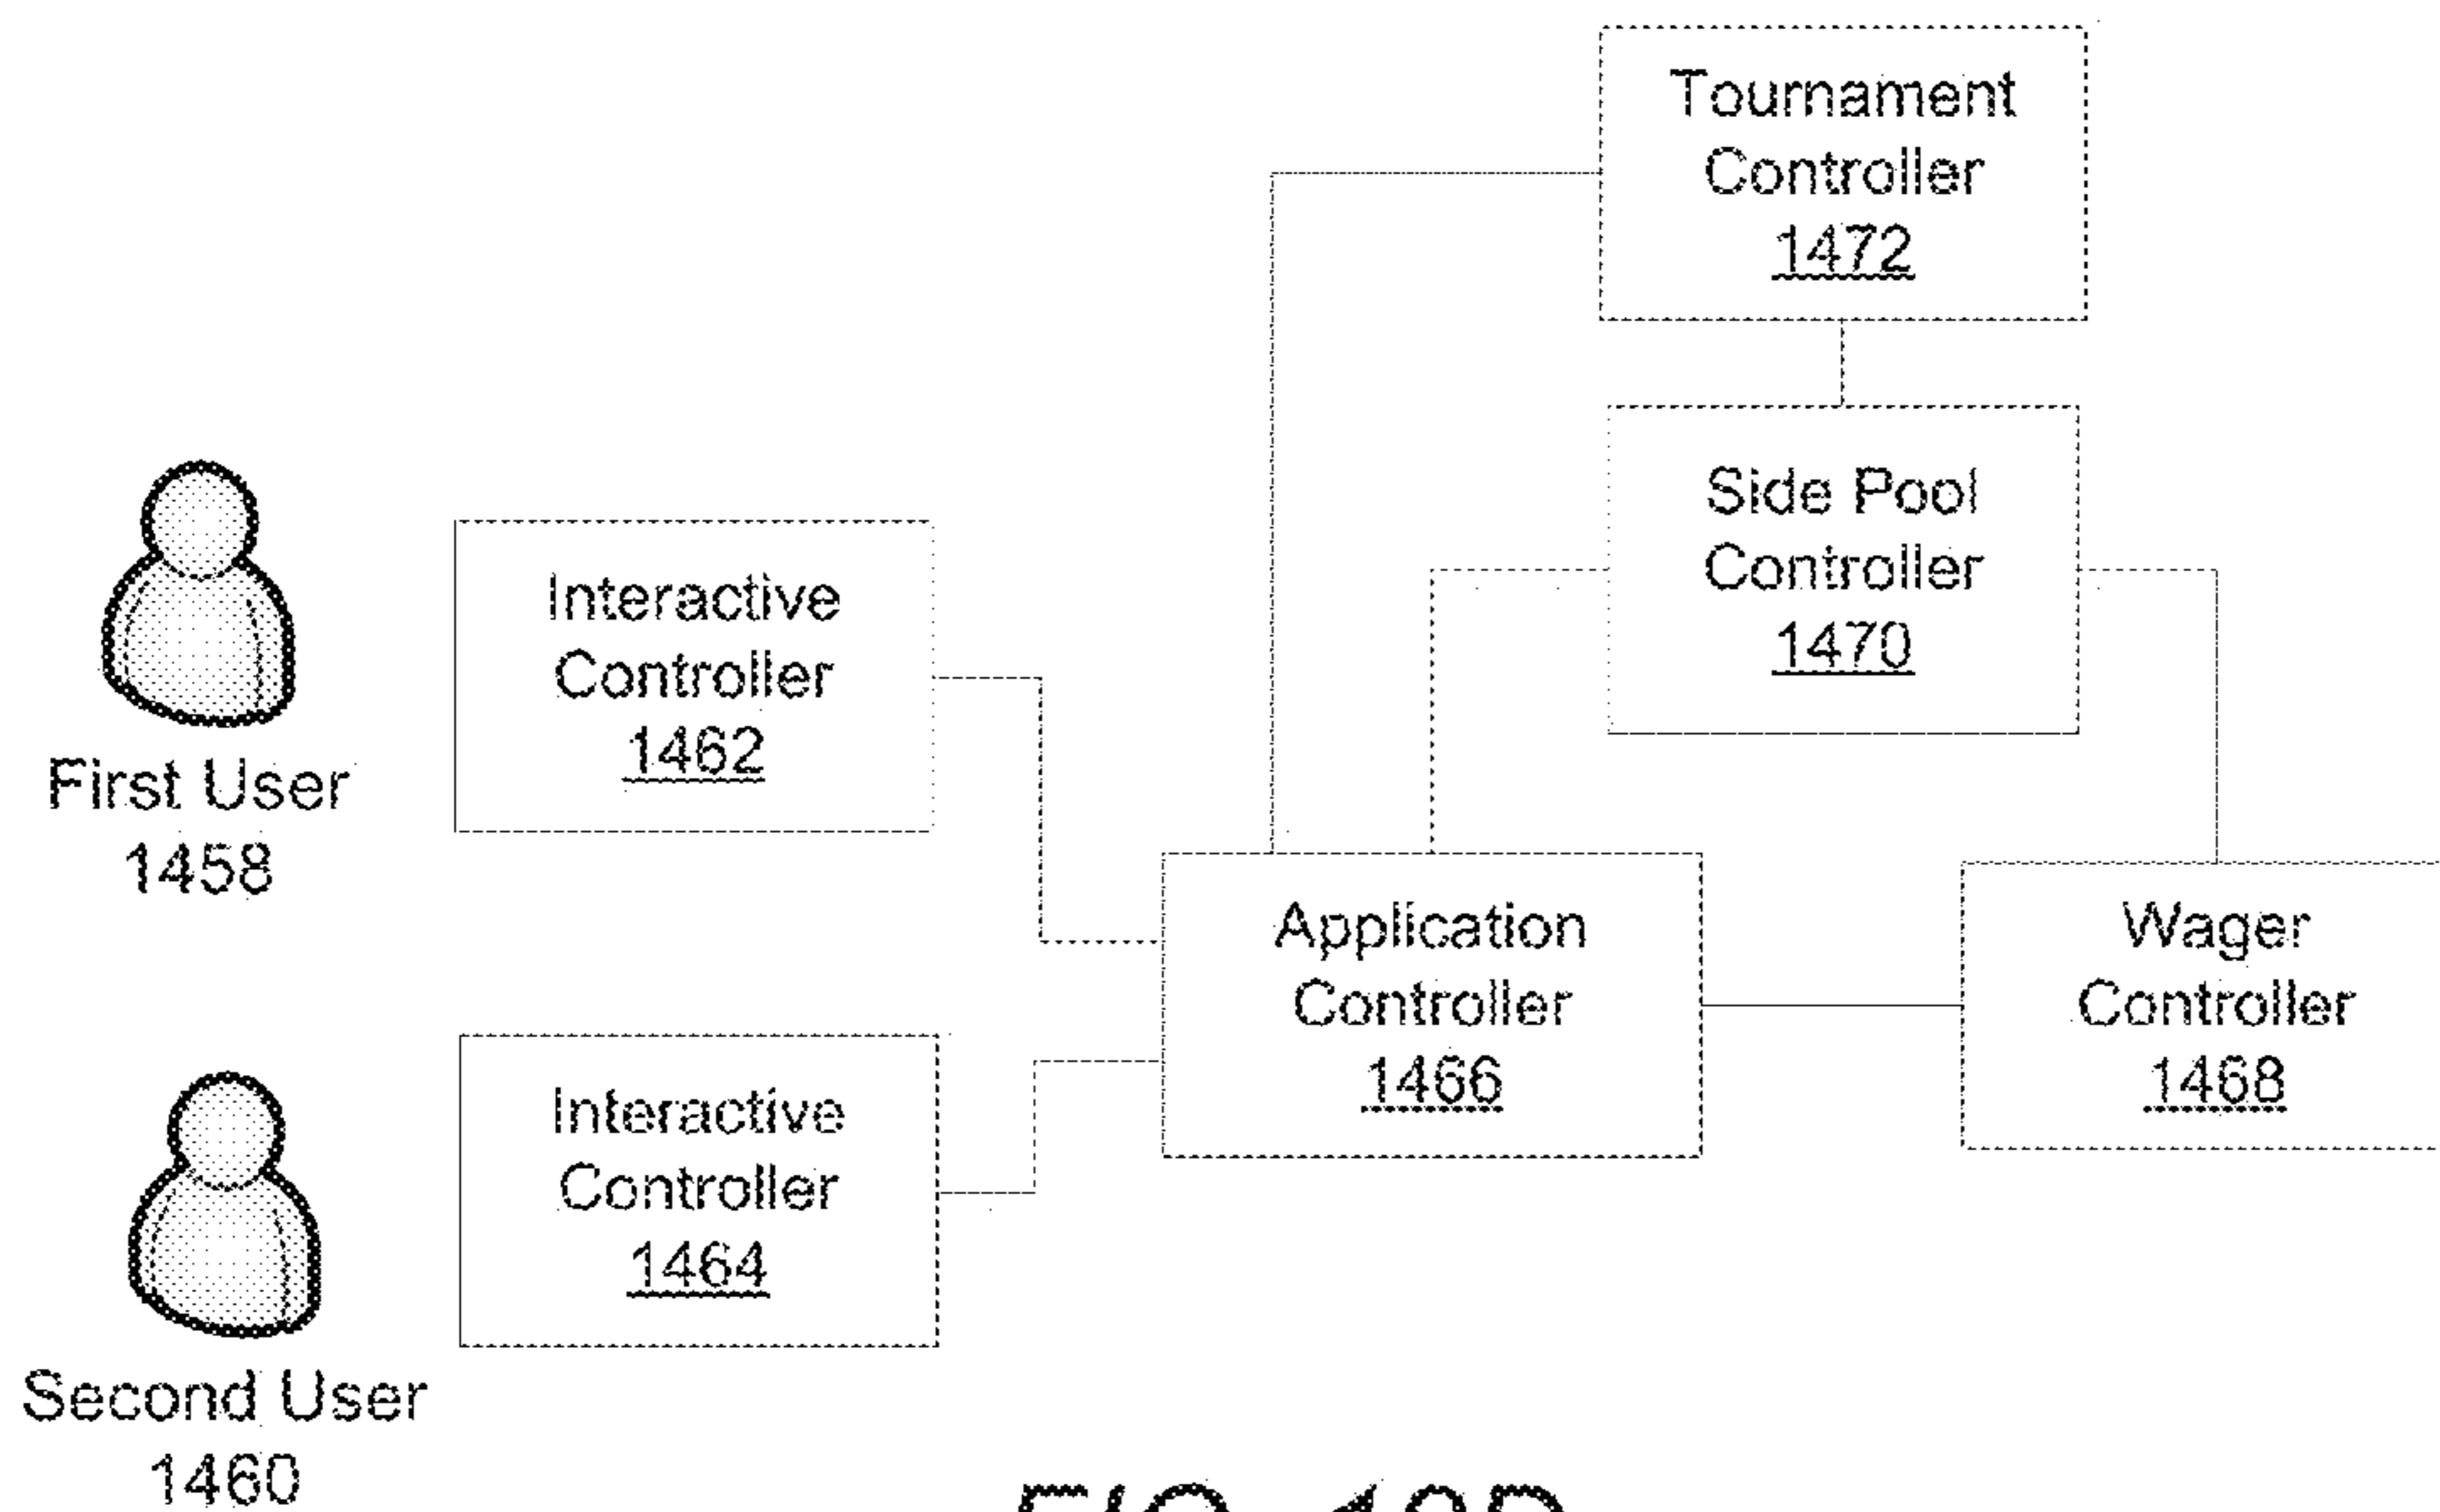 Tournament
Controller
1472
Side Pool
Controller
1470
Interactive
Controller
1462
First User
1458
Application
Controller
1466
Wager
Controller
1468
Interactive
Controller
1464
Second User
1460